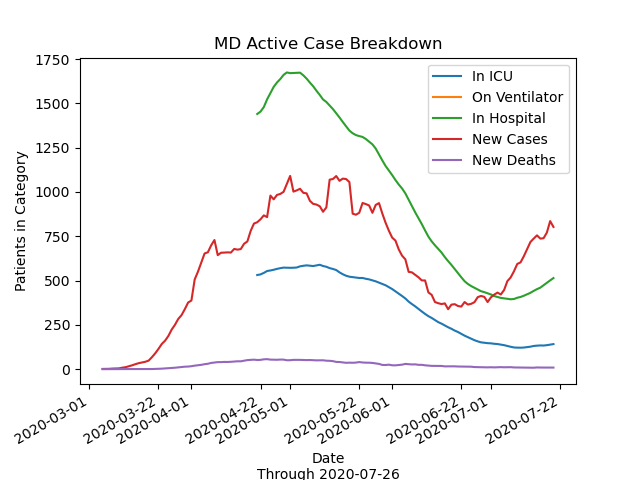 MD Active Case Breakdown
1750
1500
1250
1000
750
500
250
0
Patients in Category
In ICU
On Ventilator
In Hospital
New Cases
New Deaths
2020-03-01
2020-03-22
2020-04-01
2020-04-22
2020-05-01
2020-05-22
2020-06-01
2020-06-22
2020-07-01
2020-07-22
Date
Through 2020-07-26